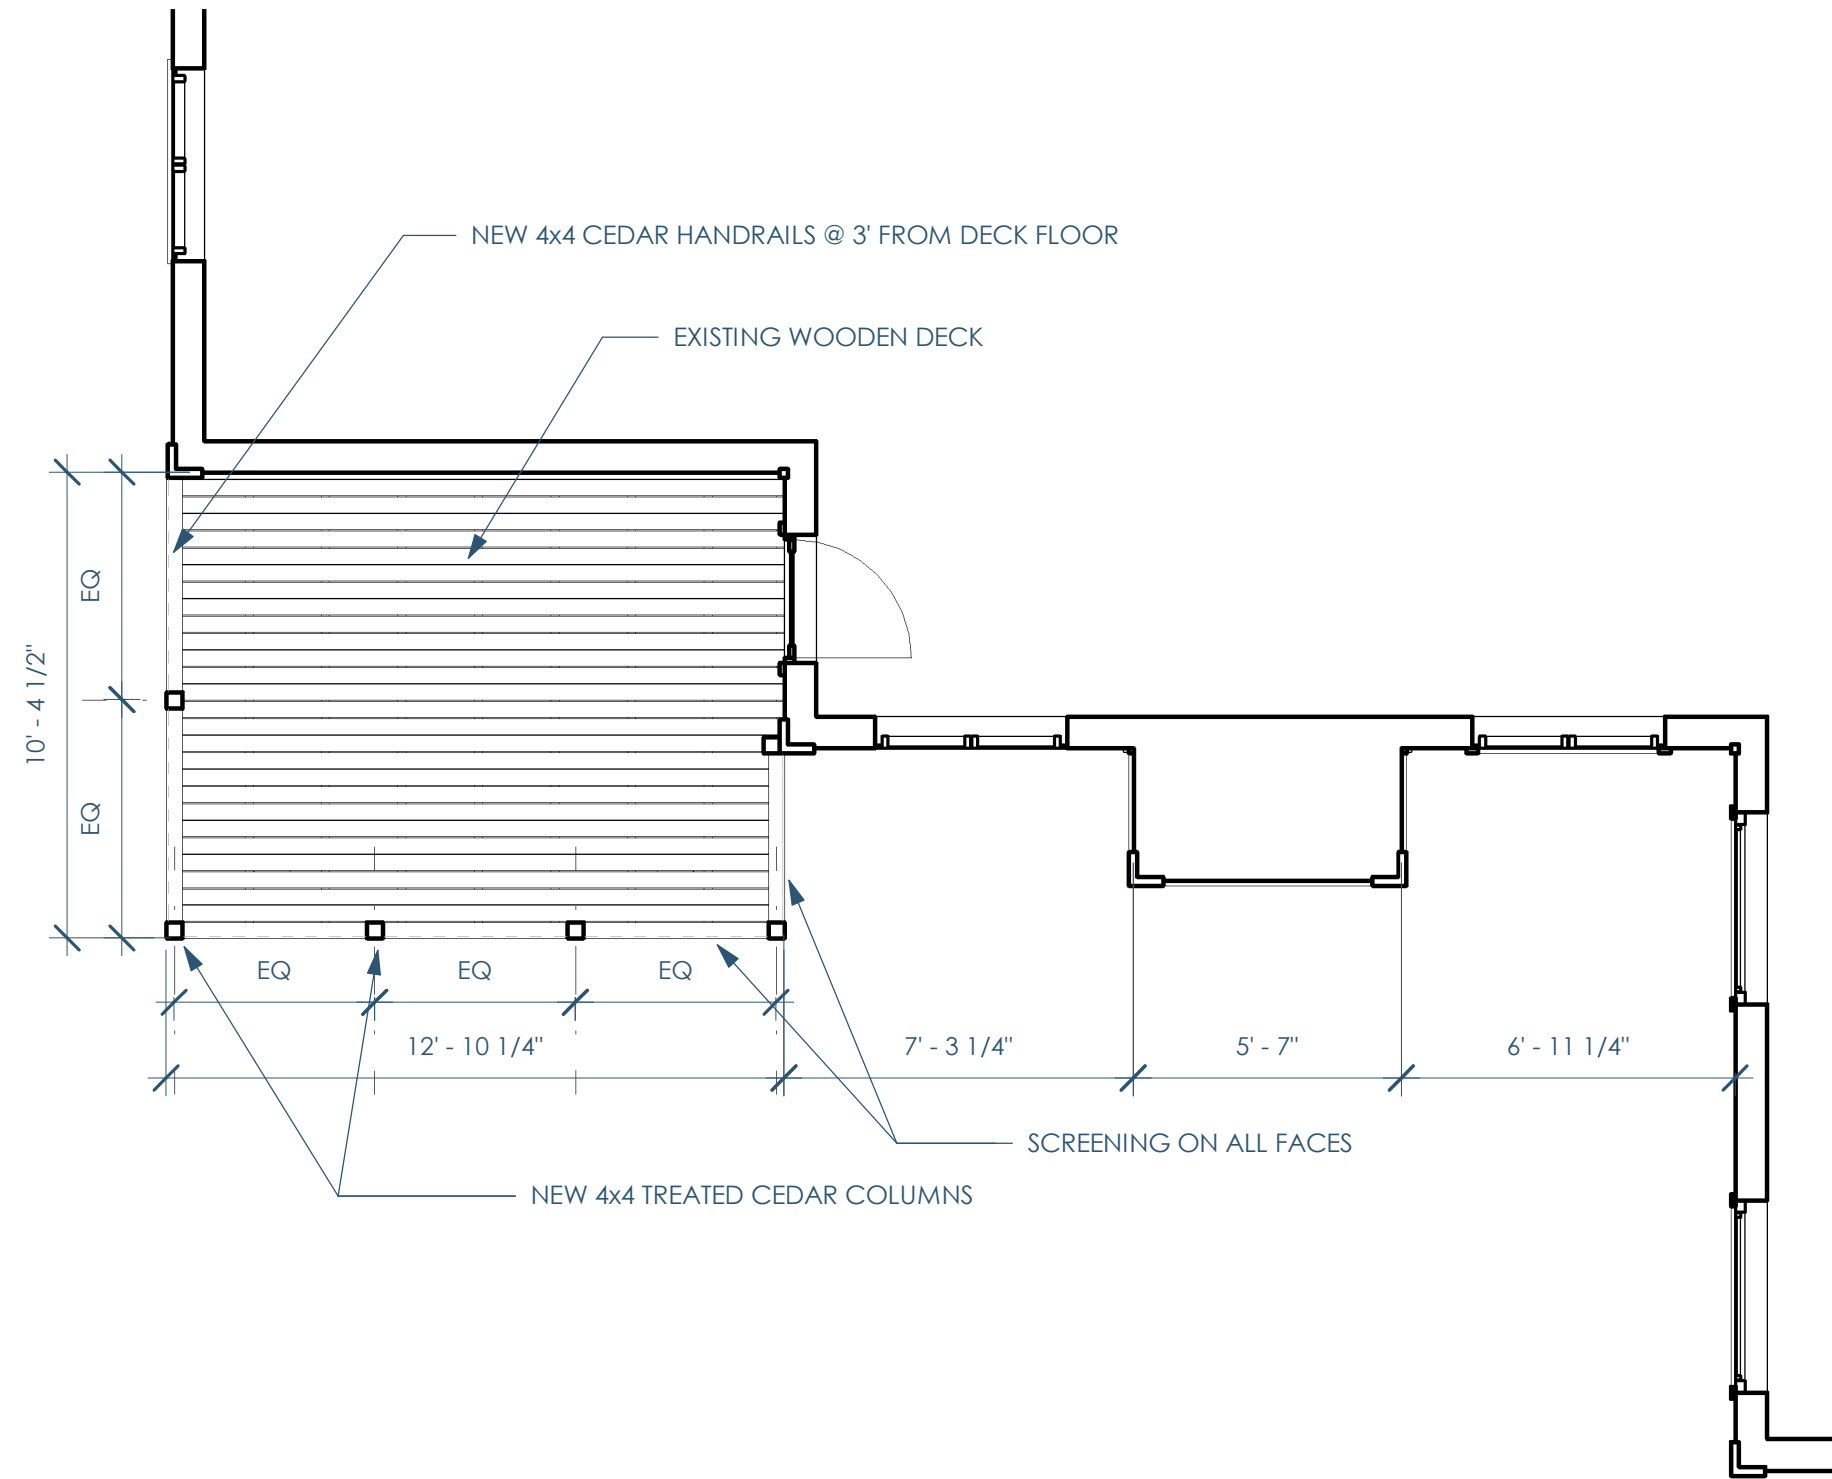 NEW 4x4 CEDAR HANDRAILS @ 3' FROM DECK FLOOR
EXISTING WOODEN DECK
EQ
10' - 4 1/2"
EQ
EQ
EQ
EQ
12' - 10 1/4"
7' - 3 1/4"
5' - 7"
6' - 11 1/4"
SCREENING ON ALL FACES
NEW 4x4 TREATED CEDAR COLUMNS